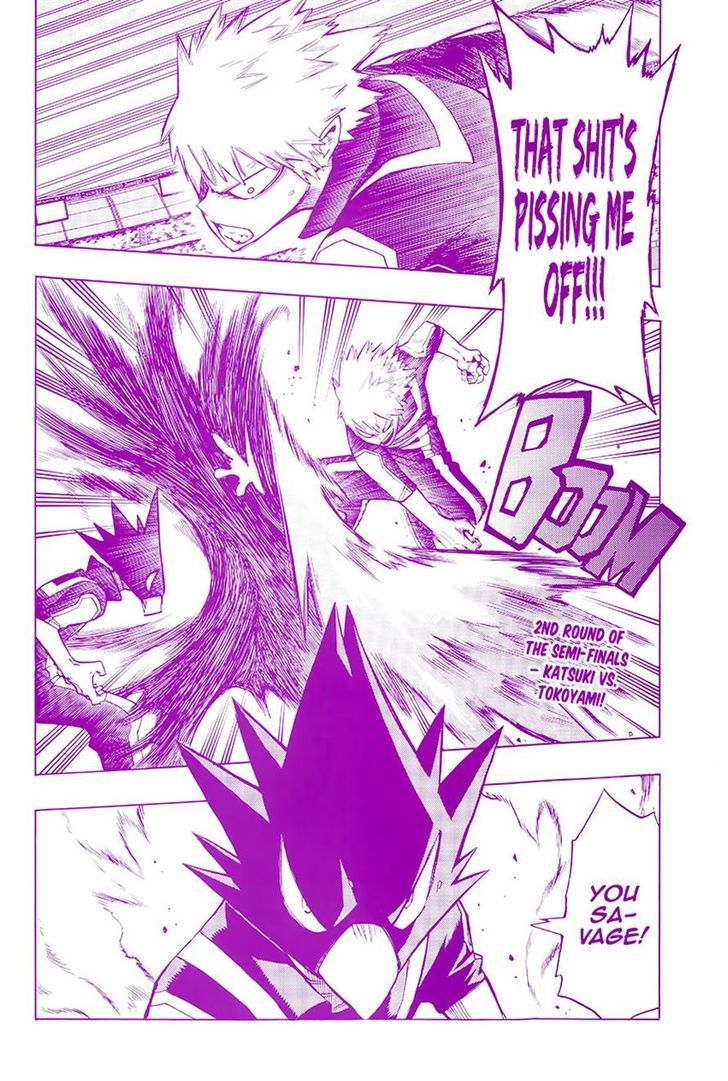 THAT SHIT'S
PISSING ME
OFF!!!
BOOM
2ND ROUND OF
THE SEMI-FINALS
- KATSUKI VS.
TOKOYAMI!
YOU
SA-
VAGE!